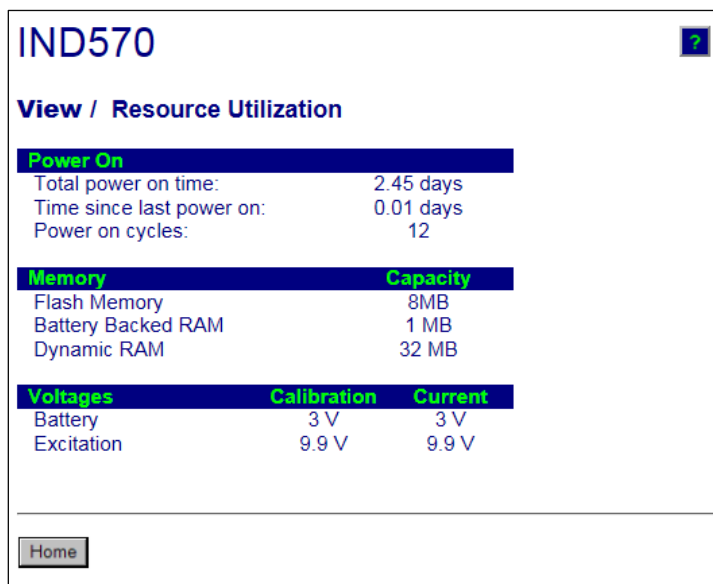 IND570
?
View / Resource Utilization
Power On
Total power on time: 2.45 days
Time since last power on: 0.01 days
Power on cycles: 12
Memory Capacity
Flash Memory 8MB
Battery Backed RAM 1 MB
Dynamic RAM 32 MB
Voltages Calibration Current
Battery 3 V 3 V
Excitation 9.9 V 9.9 V
Home